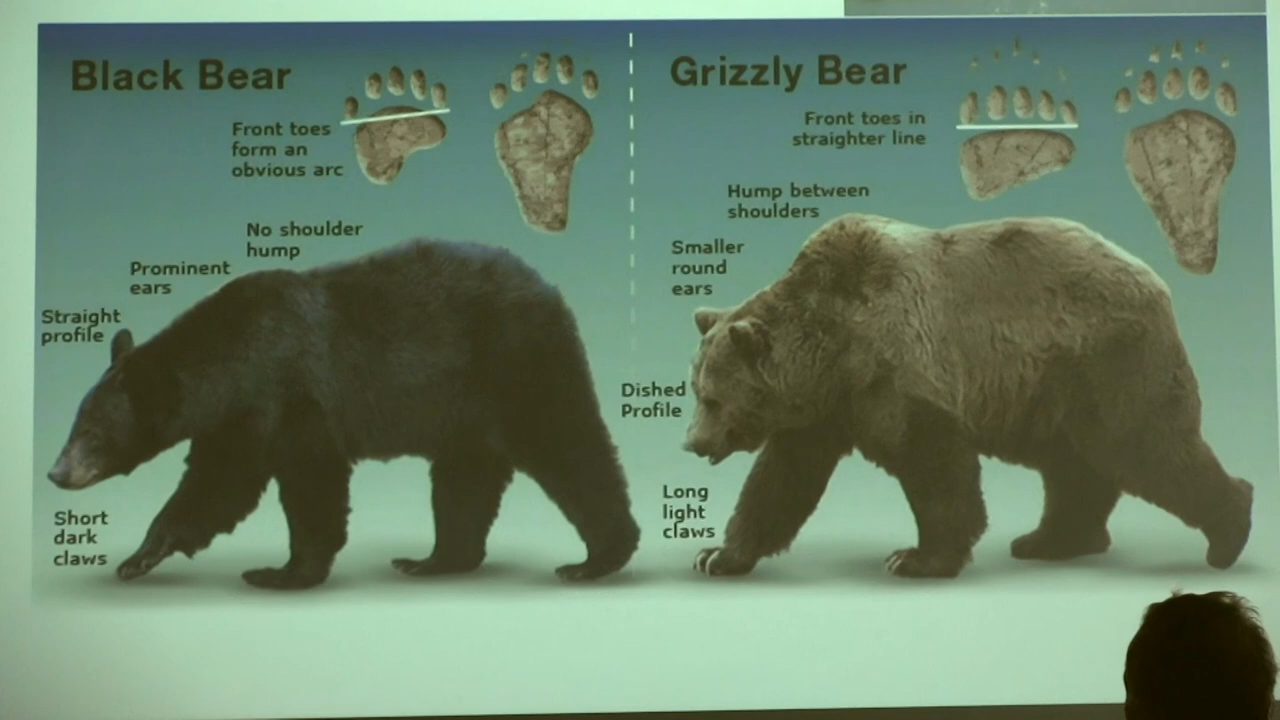 Black Bear
Front toes
form an
obvious arc
No shoulder
hump
Prominent
ears
Straight
profile
Short
dark
claws
Grizzly Bear
Front toes in
straighter line
Hump between
shoulders
Smaller
round
ears
Dished
Profile
Long
light
claws